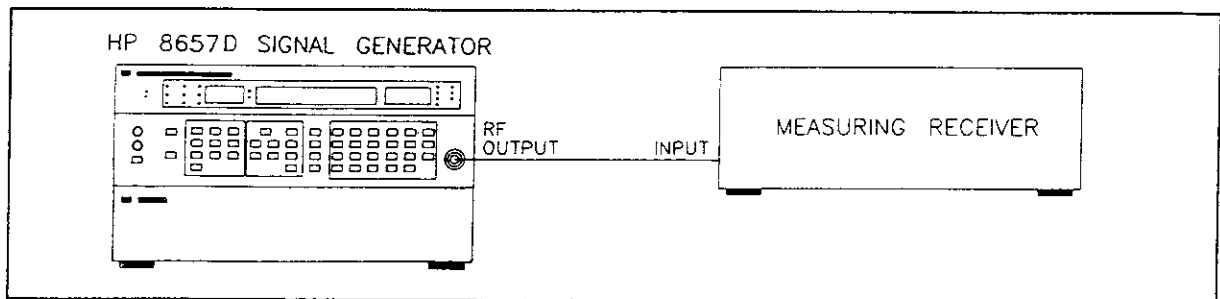 HP 8657D SIGNAL GENERATOR
RF
OUTPUT
INPUT
MEASURING RECEIVER